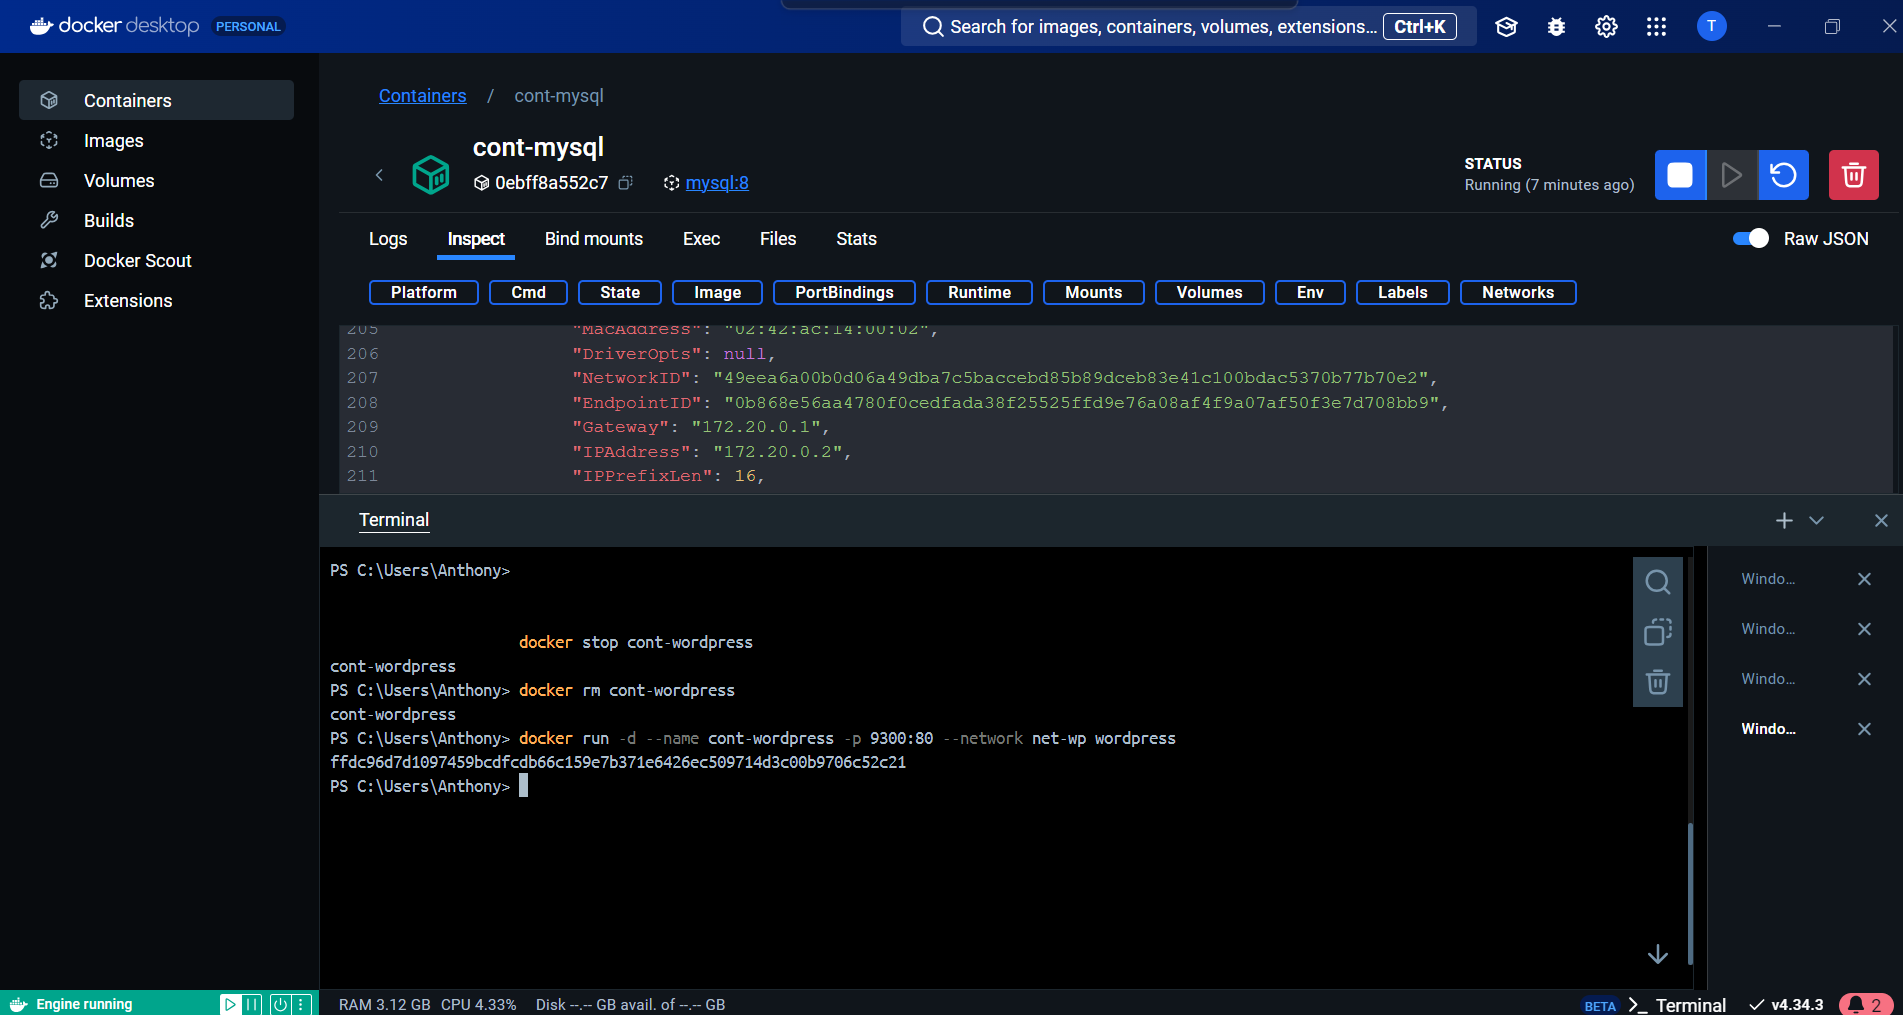 docker desktop PERSONAL
Search for images, containers, volumes, extensions... Ctrl+K
T
Containers
Images
Volumes
Builds
Docker Scout
Extensions
Containers / cont-mysql
cont-mysql
0ebff8a552c7 mysql:8
STATUS
Running (7 minutes ago)
Logs Inspect Bind mounts Exec Files Stats
Raw JSON
Platform Cmd State Image PortBindings Runtime Mounts Volumes Env Labels Networks
205 "MacAddress": "02:42:ac:14:00:02",
206 "DriverOpts": null,
207 "NetworkID": "49eea6a00b0d06a49dba7c5baccebd85b89dceb83e41c100bdac5370b77b70e2",
208 "EndpointID": "0b868e56aa4780f0cedfada38f25525ffd9e76a08af4f9a07af50f3e7d708bb9",
209 "Gateway": "172.20.0.1",
210 "IPAddress": "172.20.0.2",
211 "IPPrefixLen": 16,
Terminal
PS C:\Users\Anthony>
docker stop cont-wordpress
cont-wordpress
PS C:\Users\Anthony> docker rm cont-wordpress
cont-wordpress
PS C:\Users\Anthony> docker run -d --name cont-wordpress -p 9300:80 --network net-wp wordpress
ffdc96d7d1097459bcdfcdb66c159e7b371e6426ec509714d3c00b9706c52c21
PS C:\Users\Anthony>
Windo...
Windo...
Windo...
Windo...
Engine running
RAM 3.12 GB CPU 4.33% Disk --.-- GB avail. of --.-- GB
BETA >_ Terminal v4.34.3 2